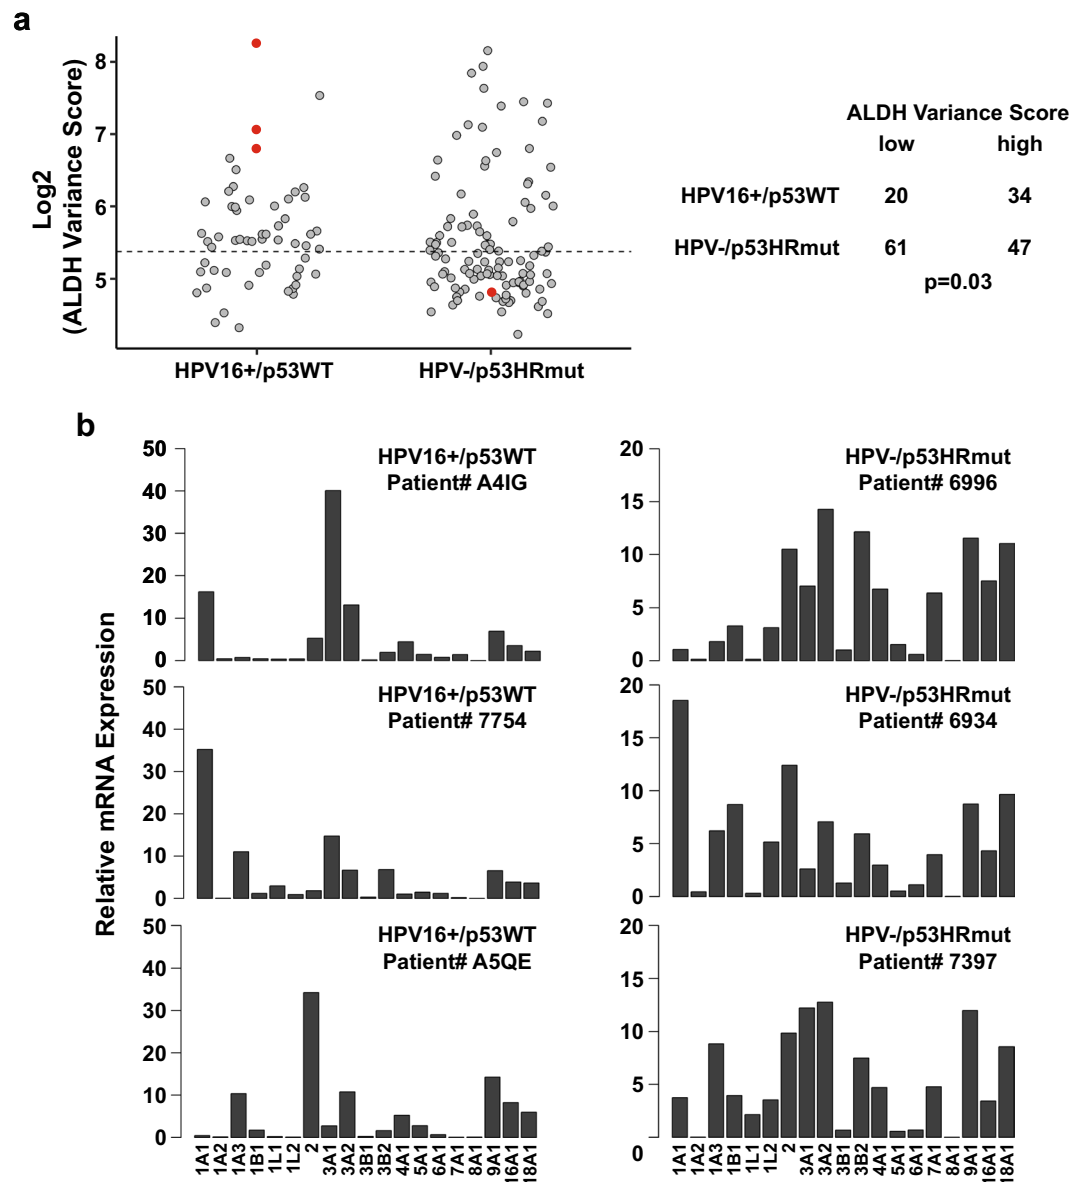 a
Log2
(ALDH Variance Score)
8
7
6
5
HPV16+/p53WT
HPV-/p53HRmut
ALDH Variance Score
low high
HPV16+/p53WT 20 34
HPV-/p53HRmut 61 47
p=0.03
b
Relative mRNA Expression
50
40
30
20
10
0
HPV16+/p53WT
Patient# A4IG
20
15
10
5
0
HPV-/p53HRmut
Patient# 6996
50
40
30
20
10
0
HPV16+/p53WT
Patient# 7754
20
15
10
5
0
HPV-/p53HRmut
Patient# 6934
50
40
30
20
10
0
HPV16+/p53WT
Patient# A5QE
1A1
1A2
1A3
1B1
1L1
1L2
2
3A1
3A2
3B1
3B2
4A1
5A1
6A1
7A1
8A1
9A1
16A1
18A1
20
15
10
5
0
HPV-/p53HRmut
Patient# 7397
1A1
1A2
1A3
1B1
1L1
1L2
2
3A1
3A2
3B1
3B2
4A1
5A1
6A1
7A1
8A1
9A1
16A1
18A1